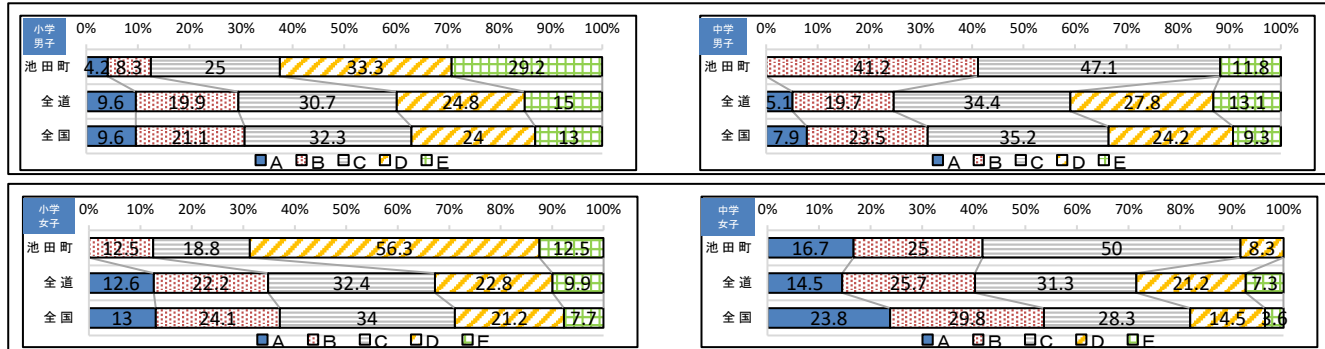 小学
男子
0% 10% 20% 30% 40% 50% 60% 70% 80% 90% 100%
池田町 4.2 8.3 25 33.3 29.2
全道 9.6 19.9 30.7 24.8 15
全国 9.6 21.1 32.3 24 13
A B C D E
中学
男子
0% 10% 20% 30% 40% 50% 60% 70% 80% 90% 100%
池田町 41.2 47.1 11.8
全道 5.1 19.7 34.4 27.8 13.1
全国 7.9 23.5 35.2 24.2 9.3
A B C D E
小学
女子
0% 10% 20% 30% 40% 50% 60% 70% 80% 90% 100%
池田町 12.5 18.8 56.3 12.5
全道 12.6 22.2 32.4 22.8 9.9
全国 13 24.1 34 21.2 7.7
A B C D E
中学
女子
0% 10% 20% 30% 40% 50% 60% 70% 80% 90% 100%
池田町 16.7 25 50 8.3
全道 14.5 25.7 31.3 21.2 7.3
全国 23.8 29.8 28.3 14.5 3.6
A B C D E